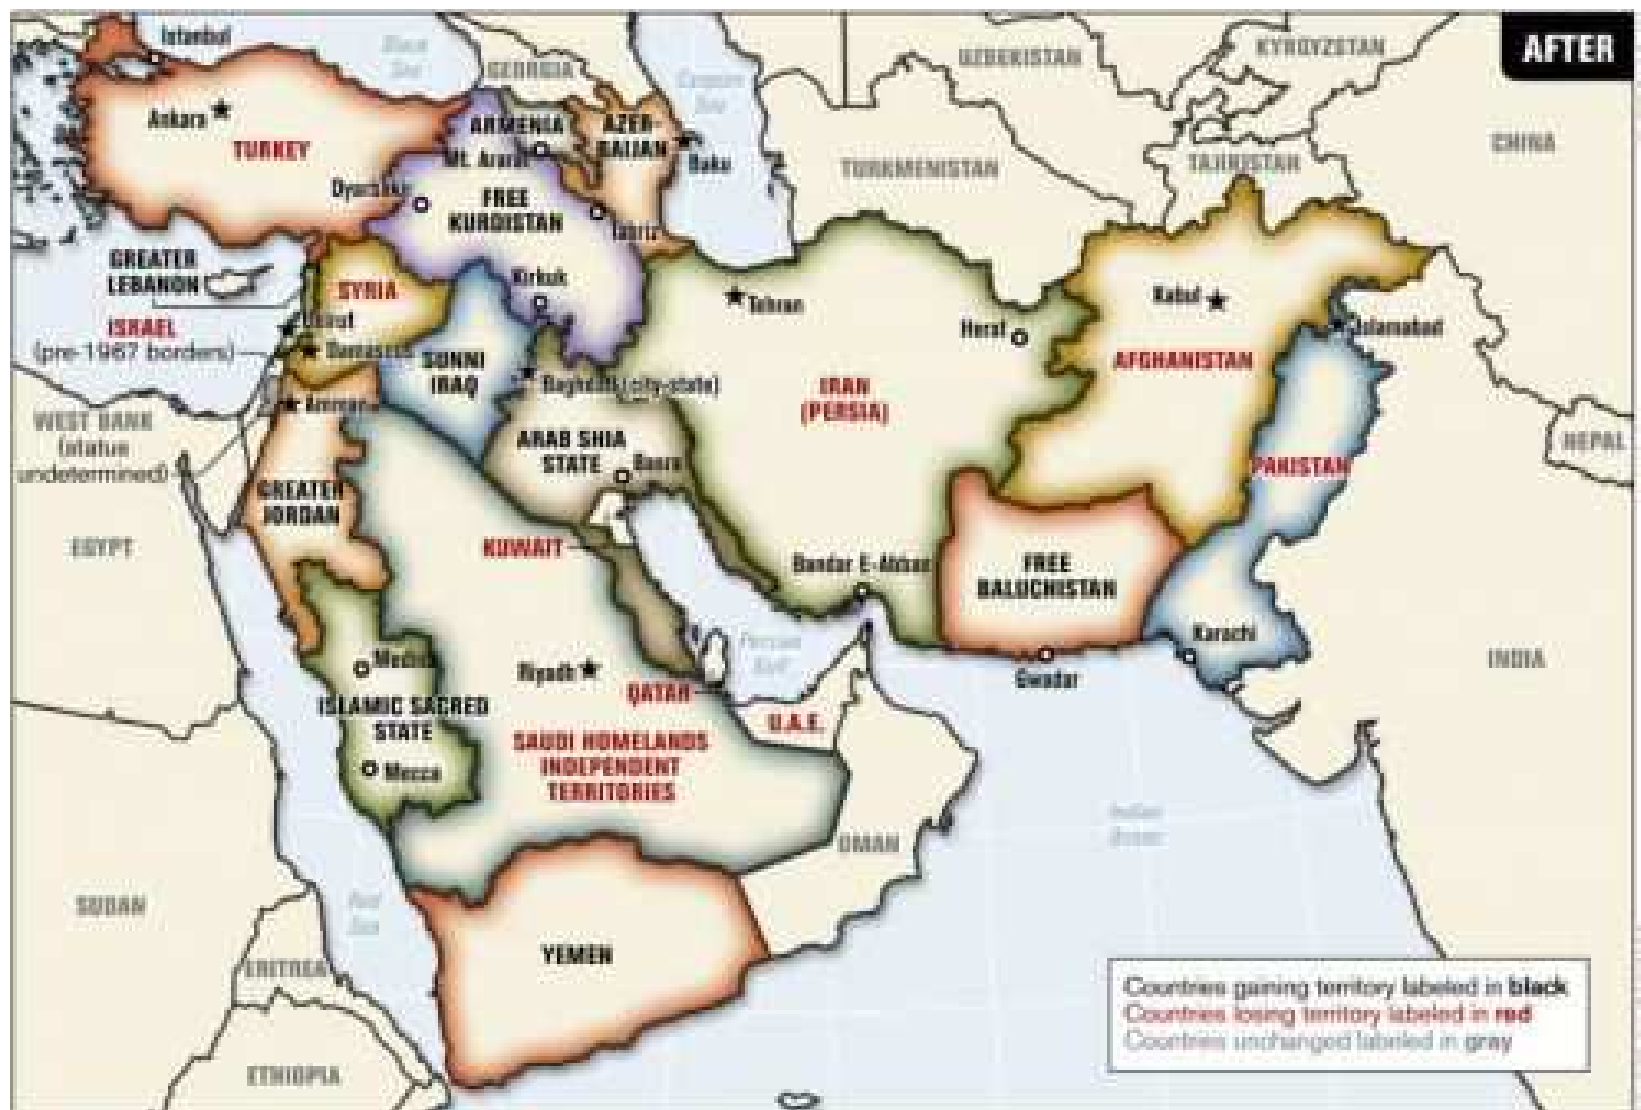 AFTER
Istanbul
Black
Sea
GEORGIA
Caspian
Sea
UZBEKISTAN
KYRGYZSTAN
Ankara
TURKEY
ARMENIA
AZER-
BAIJAN
Baku
Mt. Ararat
TURKMENISTAN
TAJIKISTAN
CHINA
FREE
KURDISTAN
Tabriz
GREATER
LEBANON
SYRIA
Kirkuk
Tehran
Herat
Kabul
Islamabad
ISRAEL
(pre-1967 borders)
Beirut
Damascus
SUNNI
IRAQ
Baghdad (city-state)
IRAN
(PERSIA)
AFGHANISTAN
Amman
WEST BANK
(status
undetermined)
ARAB SHIA
STATE
Basra
PAKISTAN
NEPAL
GREATER
JORDAN
EGYPT
KUWAIT
Bandar E-Abbas
FREE
BALUCHISTAN
Karachi
Gwadar
INDIA
Medina
Riyadh
Persian
Gulf
QATAR
U.A.E.
ISLAMIC SACRED
STATE
Mecca
SAUDI HOMELANDS
INDEPENDENT
TERRITORIES
OMAN
Indian
Ocean
SUDAN
Red
Sea
ERITREA
YEMEN
ETHIOPIA
Countries gaining territory labeled in black
Countries losing territory labeled in red
Countries unchanged labeled in gray